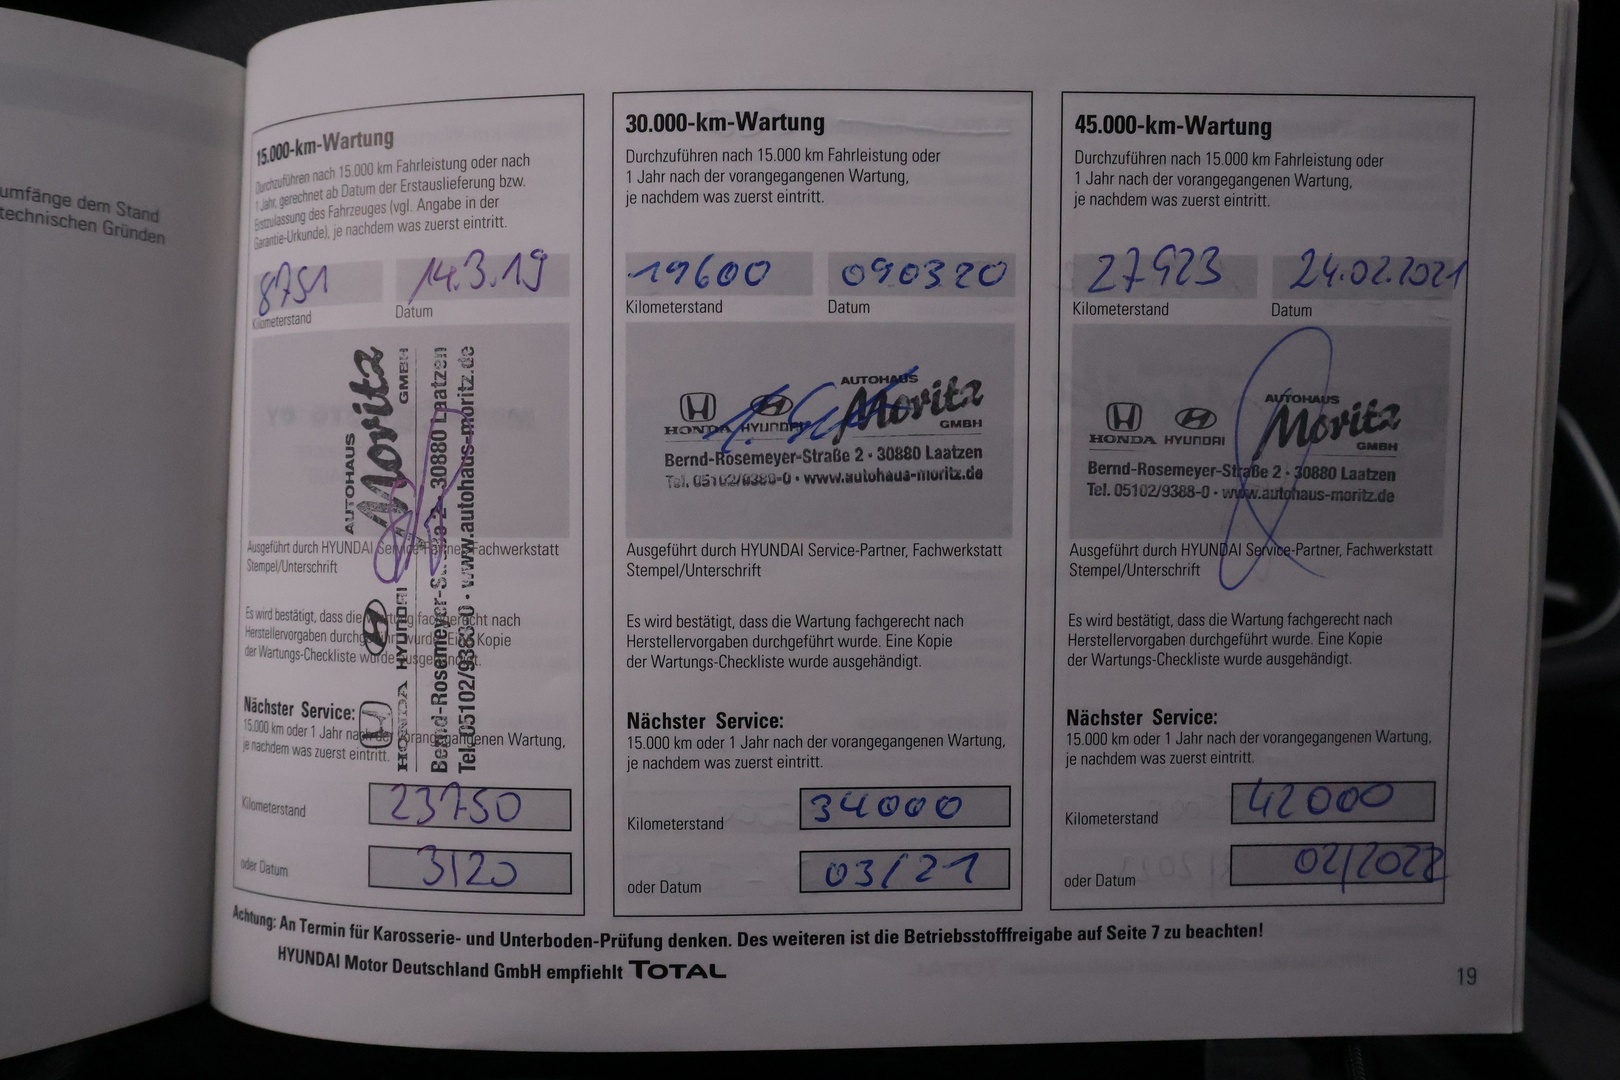 umfänge dem Stand
technischen Gründen
15.000-km-Wartung
Durchzuführen nach 15.000 km Fahrleistung oder nach
1 Jahr, gerechnet ab Datum der Erstauslieferung bzw.
Erstzulassung des Fahrzeuges (vgl. Angabe in der
Garantie-Urkunde), je nachdem was zuerst eintritt.
8751 14.3.19
Kilometerstand Datum
AUTOHAUS
Moritz
GMBH
HONDA HYUNDAI
Bernd-Rosemeyer-Straße 2 · 30880 Laatzen
Tel. 05102/9388-0 · www.autohaus-moritz.de
Ausgeführt durch HYUNDAI Service-Partner, Fachwerkstatt
Stempel/Unterschrift
Es wird bestätigt, dass die Wartung fachgerecht nach
Herstellervorgaben durchgeführt wurde. Eine Kopie
der Wartungs-Checkliste wurde ausgehändigt.
Nächster Service:
15.000 km oder 1 Jahr nach der vorangegangenen Wartung,
je nachdem was zuerst eintritt.
Kilometerstand 23750
oder Datum 3/20
30.000-km-Wartung
Durchzuführen nach 15.000 km Fahrleistung oder
1 Jahr nach der vorangegangenen Wartung,
je nachdem was zuerst eintritt.
19600 090320
Kilometerstand Datum
AUTOHAUS
Moritz
HONDA HYUNDAI GMBH
Bernd-Rosemeyer-Straße 2 · 30880 Laatzen
Tel. 05102/9388-0 · www.autohaus-moritz.de
Ausgeführt durch HYUNDAI Service-Partner, Fachwerkstatt
Stempel/Unterschrift
Es wird bestätigt, dass die Wartung fachgerecht nach
Herstellervorgaben durchgeführt wurde. Eine Kopie
der Wartungs-Checkliste wurde ausgehändigt.
Nächster Service:
15.000 km oder 1 Jahr nach der vorangegangenen Wartung,
je nachdem was zuerst eintritt.
Kilometerstand 34000
oder Datum 03/21
45.000-km-Wartung
Durchzuführen nach 15.000 km Fahrleistung oder
1 Jahr nach der vorangegangenen Wartung,
je nachdem was zuerst eintritt.
27923 24.02.2021
Kilometerstand Datum
AUTOHAUS
Moritz
HONDA HYUNDAI GMBH
Bernd-Rosemeyer-Straße 2 · 30880 Laatzen
Tel. 05102/9388-0 · www.autohaus-moritz.de
Ausgeführt durch HYUNDAI Service-Partner, Fachwerkstatt
Stempel/Unterschrift
Es wird bestätigt, dass die Wartung fachgerecht nach
Herstellervorgaben durchgeführt wurde. Eine Kopie
der Wartungs-Checkliste wurde ausgehändigt.
Nächster Service:
15.000 km oder 1 Jahr nach der vorangegangenen Wartung,
je nachdem was zuerst eintritt.
Kilometerstand 42000
oder Datum 02/2022
Achtung: An Termin für Karosserie- und Unterboden-Prüfung denken. Des weiteren ist die Betriebsstofffreigabe auf Seite 7 zu beachten!
HYUNDAI Motor Deutschland GmbH empfiehlt TOTAL
19